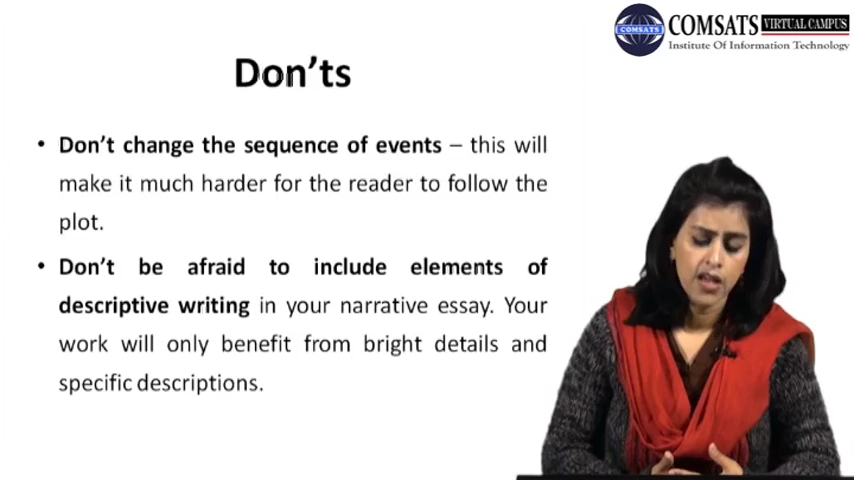 COMSATS VIRTUAL CAMPUS
COMSATS Institute Of Information Technology
Don'ts
• Don't change the sequence of events – this will
make it much harder for the reader to follow the
plot.
• Don't be afraid to include elements of
descriptive writing in your narrative essay. Your
work will only benefit from bright details and
specific descriptions.